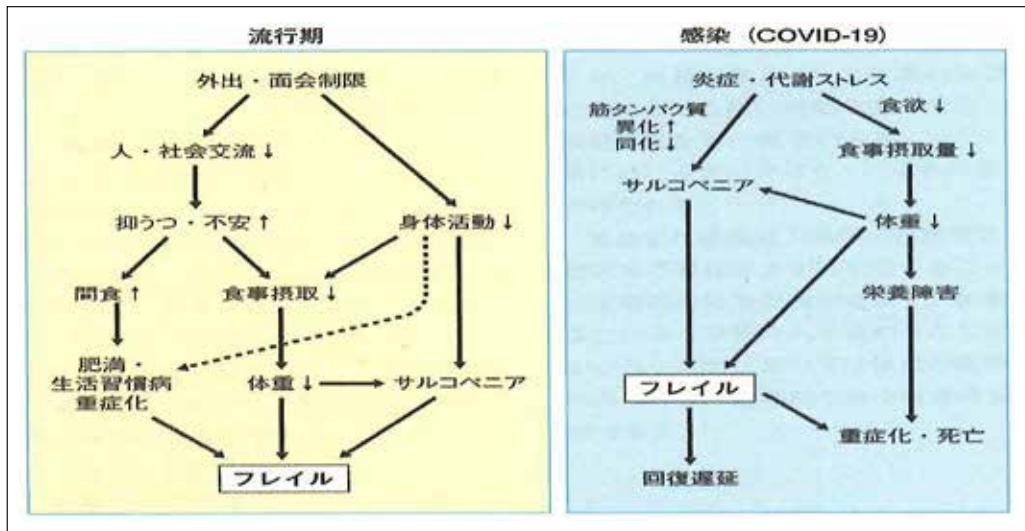 流行期
外出・面会制限
人・社会交流↓
抑うつ・不安↑
身体活動↓
間食↑
食事摂取↓
肥満・
生活習慣病
重症化
体重↓
サルコペニア
フレイル
感染（COVID-19）
炎症・代謝ストレス
筋タンパク質
異化↑
同化↓
食欲↓
食事摂取量↓
サルコペニア
体重↓
栄養障害
フレイル
重症化・死亡
回復遅延